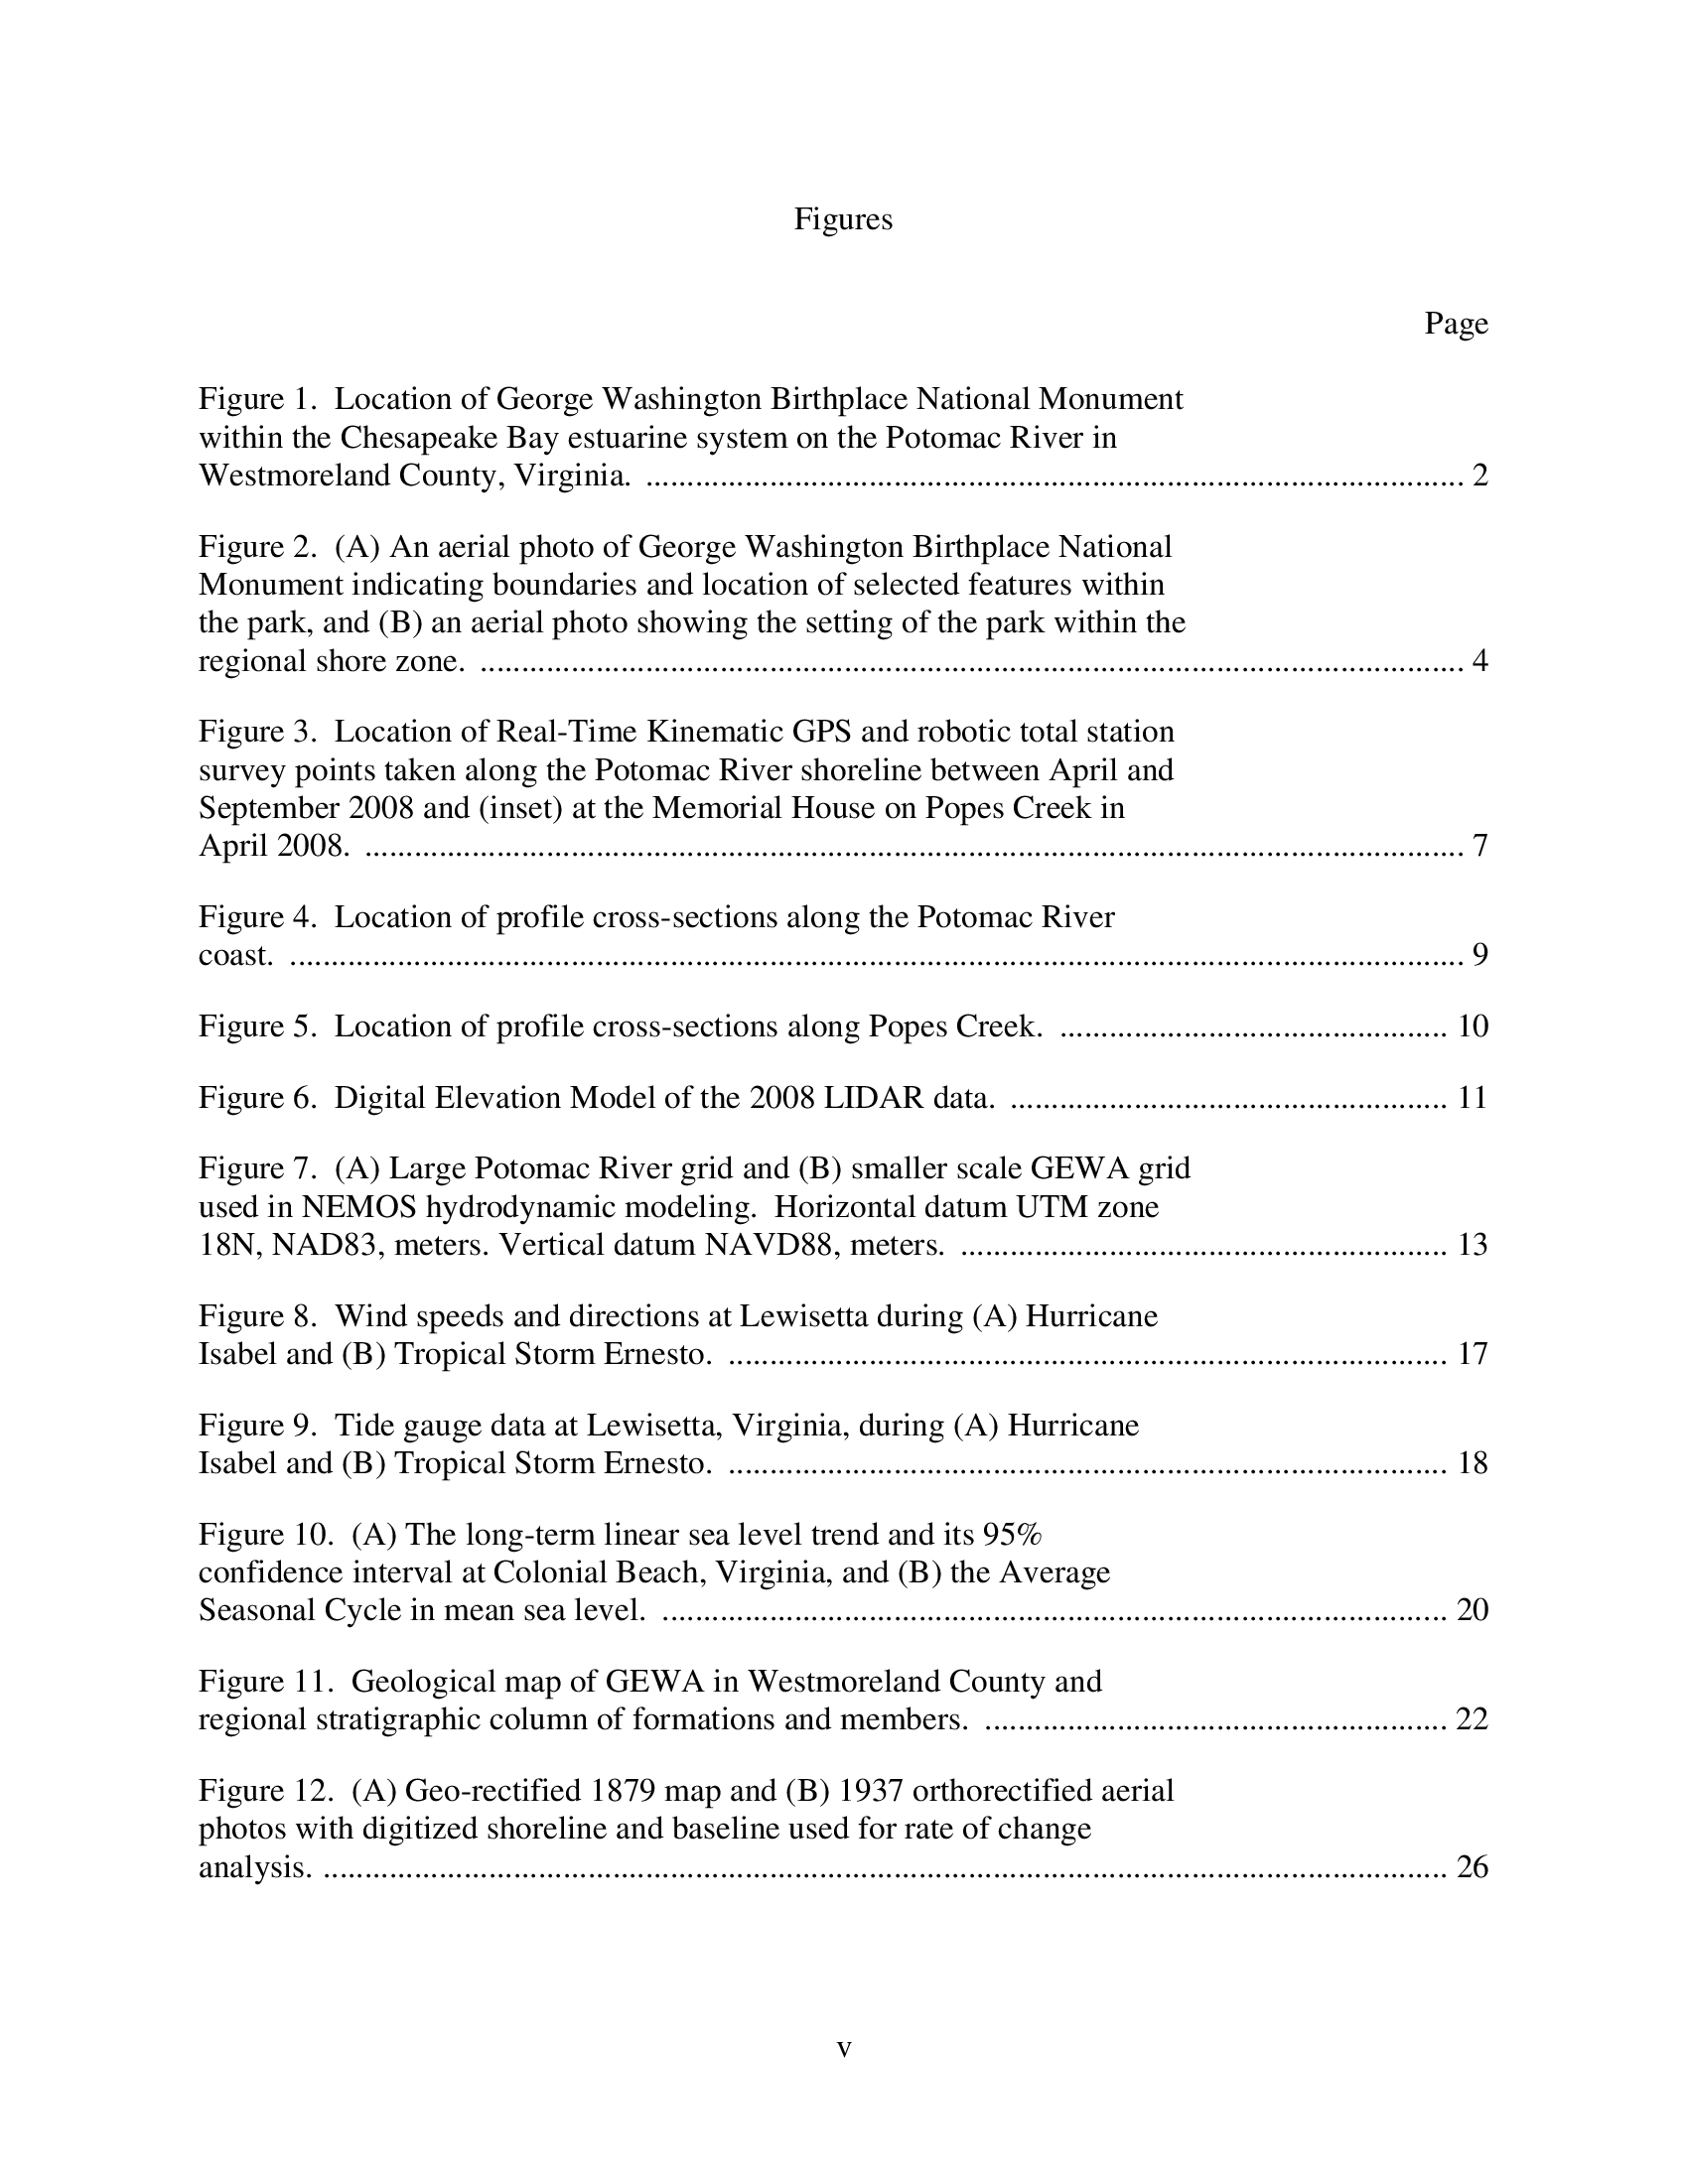 Figures
Page
Figure 1.  Location of George Washington Birthplace National Monument
within the Chesapeake Bay estuarine system on the Potomac River in
Westmoreland County, Virginia. .................................................................................................... 2
Figure 2.  (A) An aerial photo of George Washington Birthplace National
Monument indicating boundaries and location of selected features within
the park, and (B) an aerial photo showing the setting of the park within the
regional shore zone. ........................................................................................................................ 4
Figure 3.  Location of Real-Time Kinematic GPS and robotic total station
survey points taken along the Potomac River shoreline between April and
September 2008 and (inset) at the Memorial House on Popes Creek in
April 2008. ...................................................................................................................................... 7
Figure 4.  Location of profile cross-sections along the Potomac River
coast. ............................................................................................................................................... 9
Figure 5.  Location of profile cross-sections along Popes Creek. ............................................... 10
Figure 6.  Digital Elevation Model of the 2008 LIDAR data. ..................................................... 11
Figure 7.  (A) Large Potomac River grid and (B) smaller scale GEWA grid
used in NEMOS hydrodynamic modeling.  Horizontal datum UTM zone
18N, NAD83, meters. Vertical datum NAVD88, meters. ........................................................... 13
Figure 8.  Wind speeds and directions at Lewisetta during (A) Hurricane
Isabel and (B) Tropical Storm Ernesto. ....................................................................................... 17
Figure 9.  Tide gauge data at Lewisetta, Virginia, during (A) Hurricane
Isabel and (B) Tropical Storm Ernesto. ....................................................................................... 18
Figure 10.  (A) The long-term linear sea level trend and its 95%
confidence interval at Colonial Beach, Virginia, and (B) the Average
Seasonal Cycle in mean sea level. ............................................................................................... 20
Figure 11.  Geological map of GEWA in Westmoreland County and
regional stratigraphic column of formations and members. ........................................................ 22
Figure 12.  (A) Geo-rectified 1879 map and (B) 1937 orthorectified aerial
photos with digitized shoreline and baseline used for rate of change
analysis. ........................................................................................................................................ 26
v